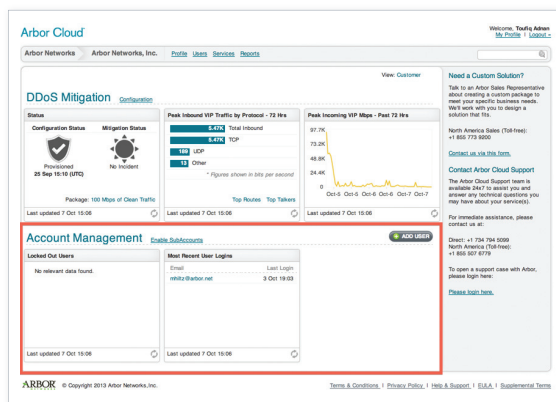 Arbor Cloud
Welcome, Toufiq Adnan
My Profile | Logout »
Arbor Networks
Arbor Networks, Inc.
Profile Users Services Reports
View: Customer
DDoS Mitigation Configuration
Status
Configuration Status
Mitigation Status
Provisioned
25 Sep 15:10 (UTC)
No Incident
Package: 100 Mbps of Clean Traffic
Last updated 7 Oct 15:06
Peak Inbound VIP Traffic by Protocol - 72 Hrs
5.47K Total Inbound
5.47K TCP
189 UDP
13 Other
* Figures shown in bits per second
Top Routes Top Talkers
Last updated 7 Oct 15:06
Peak Incoming VIP Mbps - Past 72 Hrs
97.7K
73.2K
48.8K
24.4K
0
Oct-5 Oct-5 Oct-6 Oct-6 Oct-7 Oct-7
Last updated 7 Oct 15:06
Account Management Enable SubAccounts
ADD USER
Locked Out Users
No relevant data found.
Last updated 7 Oct 15:06
Most Recent User Logins
Email Last Login
mhiltz@arbor.net 3 Oct 19:03
Last updated 7 Oct 15:06
Need a Custom Solution?
Talk to an Arbor Sales Representative
about creating a custom package to
meet your specific business needs.
We'll work with you to design a
solution that fits.
North America Sales (Toll-free):
+1 855 773 9200
Contact us via this form.
Contact Arbor Cloud Support
The Arbor Cloud Support team is
available 24x7 to assist you and
answer any technical questions you
may have about your service(s).
For immediate assistance, please
contact us at:
Direct: +1 734 794 5099
North America (Toll-free):
+1 855 507 6779
To open a support case with Arbor,
please login here:
Please login here.
ARBOR © Copyright 2013 Arbor Networks, Inc.
Terms & Conditions | Privacy Policy | Help & Support | EULA | Supplemental Terms